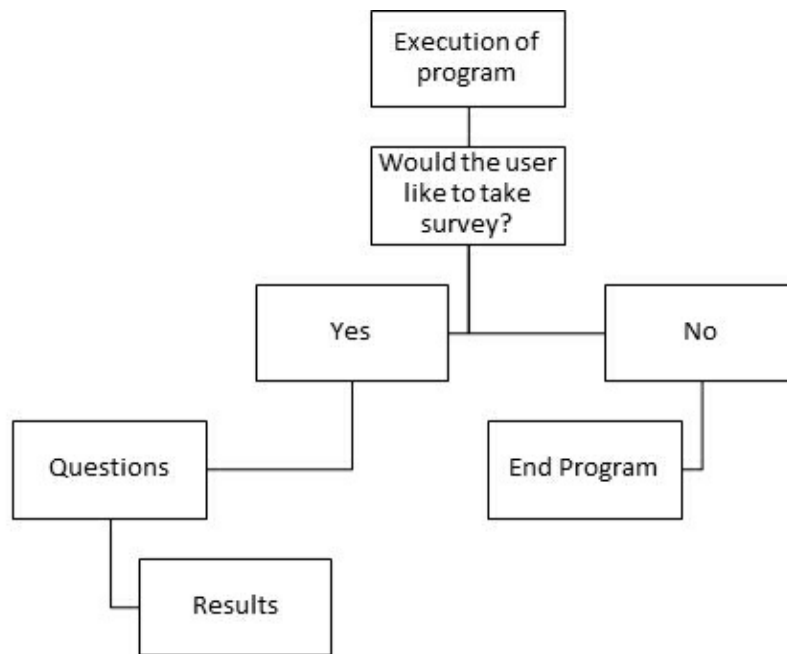 Execution of
program
Would the user
like to take
survey?
Yes
No
Questions
End Program
Results